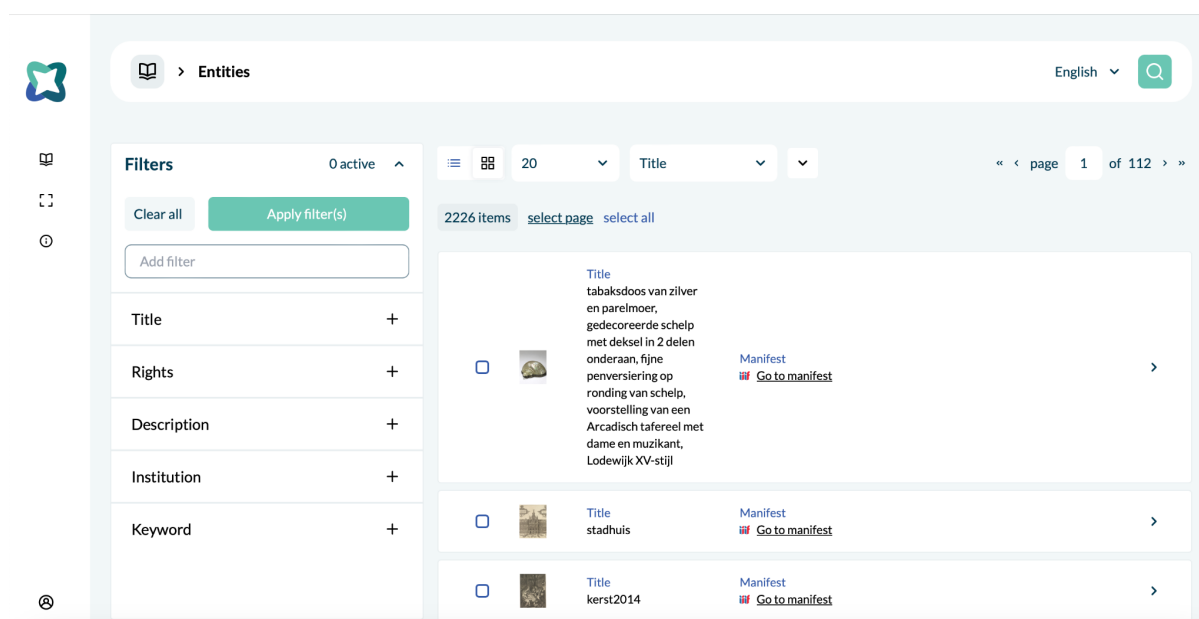 Entities
English
Filters
0 active
20
Title
« ‹ page 1 of 112 › »
Clear all
Apply filter(s)
Add filter
2226 items select page select all
Title
Rights
Description
Institution
Keyword
Title
tabaksdoos van zilver
en parelmoer,
gedecoreerde schelp
met deksel in 2 delen
onderaan, fijne
penversiering op
ronding van schelp,
voorstelling van een
Arcadisch tafereel met
dame en muzikant,
Lodewijk XV-stijl
Manifest
iiif Go to manifest
Title
stadhuis
Manifest
iiif Go to manifest
Title
kerst2014
Manifest
iiif Go to manifest